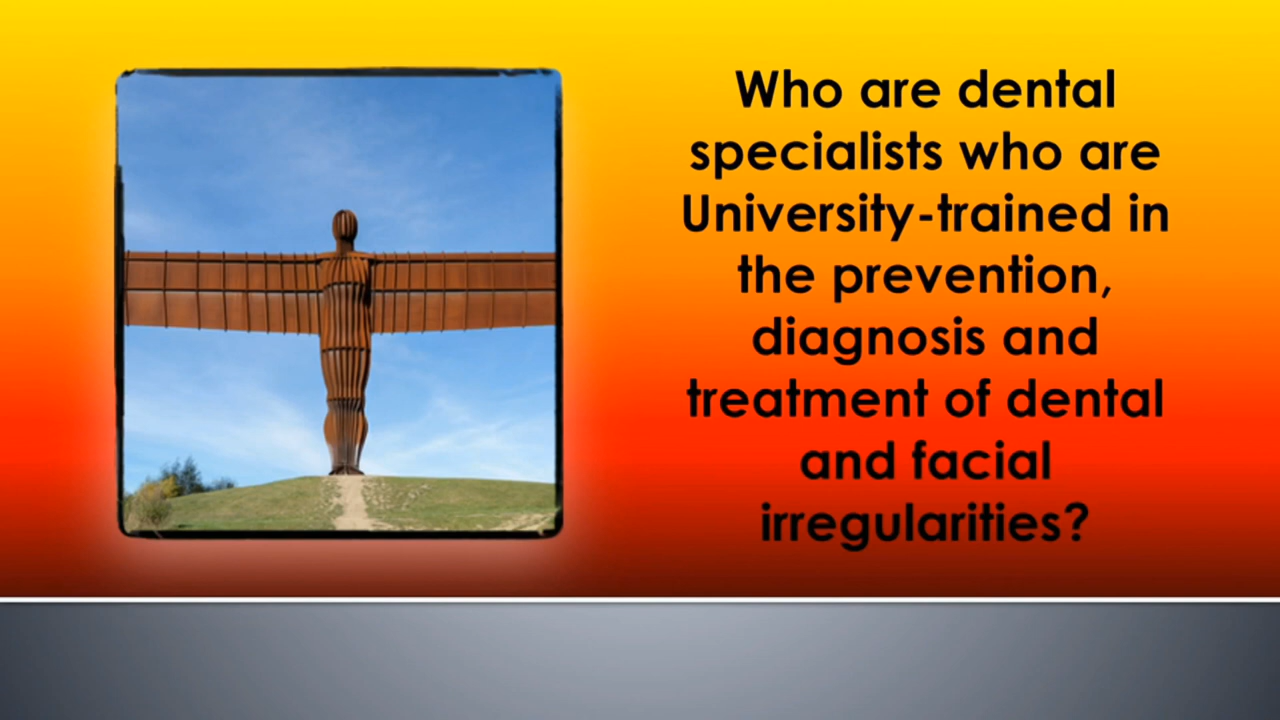 Who are dental
specialists who are
University-trained in
the prevention,
diagnosis and
treatment of dental
and facial
irregularities?